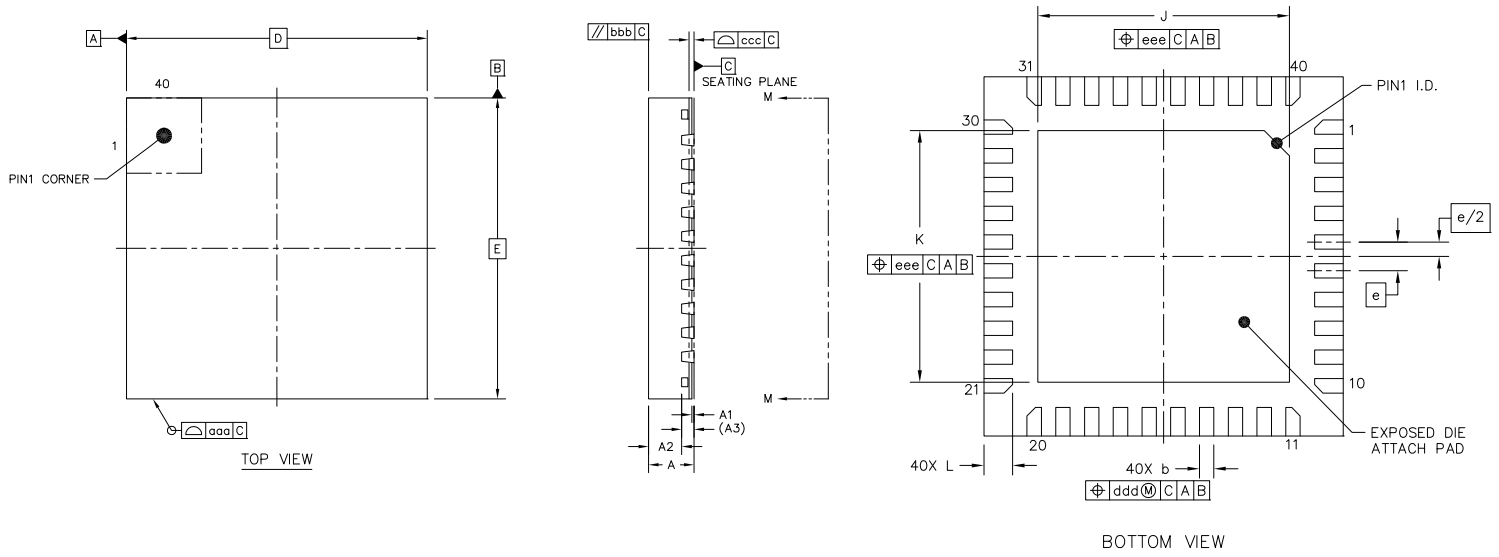 A
D
B
40
1
PIN1 CORNER
E
aaa C
TOP VIEW
// bbb C
ccc C
C
SEATING PLANE
M
M
A1
(A3)
A2
A
J
⌖ eee C A B
31
40
PIN1 I.D.
30
1
K
⌖ eee C A B
e/2
e
21
10
20
11
EXPOSED DIE
ATTACH PAD
40X L
40X b
⌖ ddd Ⓜ C A B
BOTTOM VIEW